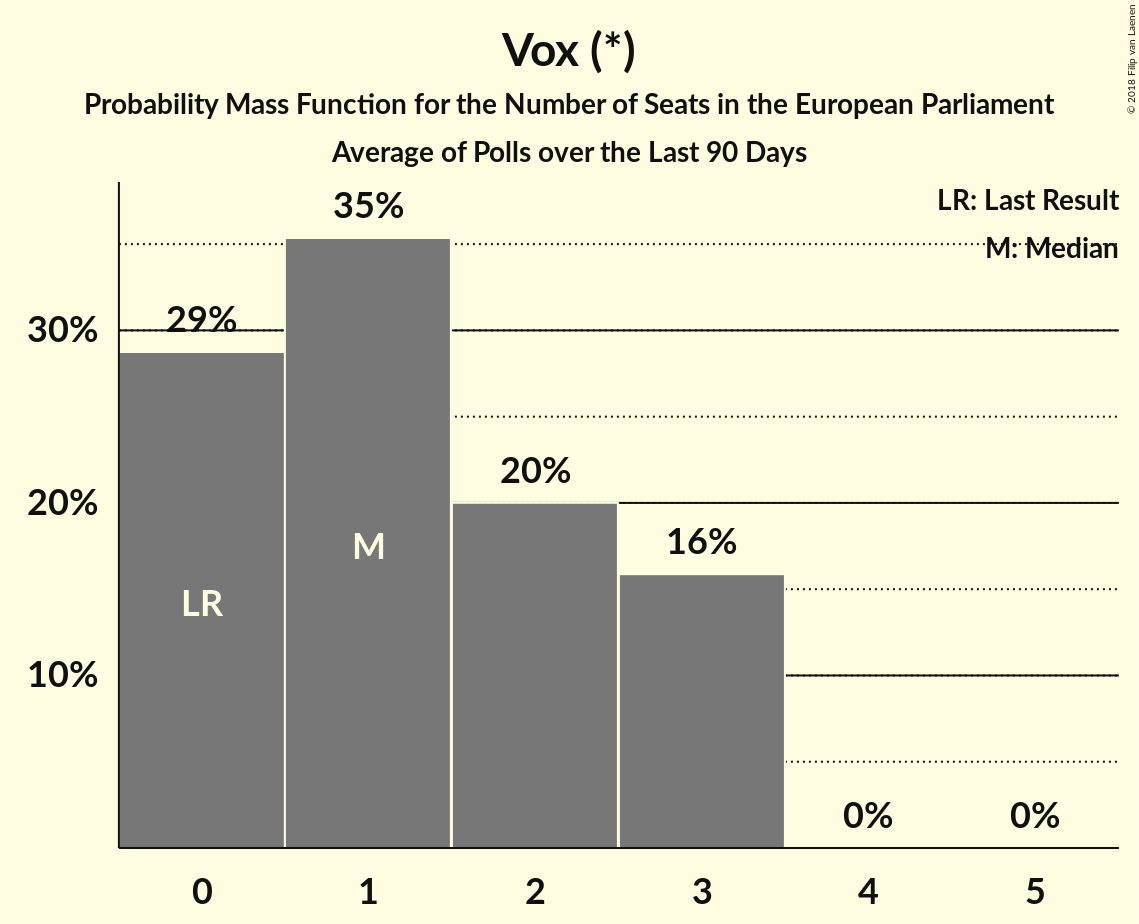 © 2018 Filip van Laenen
Vox (*)
Probability Mass Function for the Number of Seats in the European Parliament
Average of Polls over the Last 90 Days
LR: Last Result
M: Median
35%
29%
20%
16%
0%
0%
30%
20%
10%
LR
M
0 1 2 3 4 5